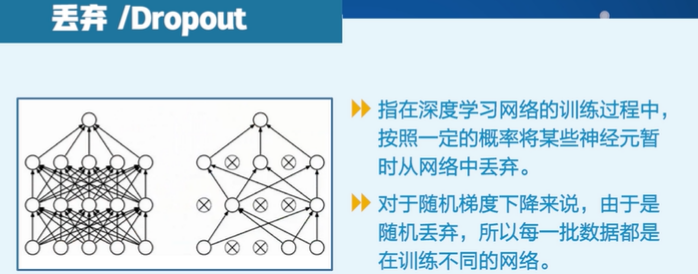 丢弃 /Dropout
指在深度学习网络的训练过程中，
按照一定的概率将某些神经元暂
时从网络中丢弃。
对于随机梯度下降来说，由于是
随机丢弃，所以每一批数据都是
在训练不同的网络。